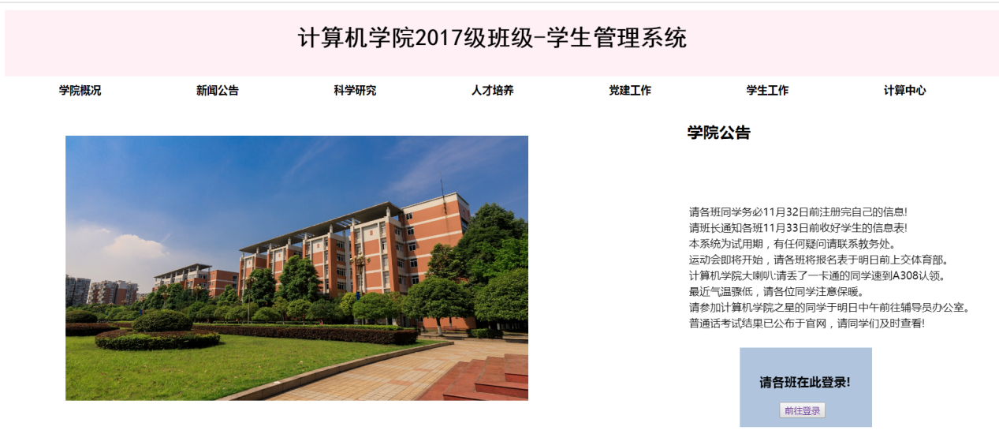 计算机学院2017级班级-学生管理系统
学院概况 新闻公告 科学研究 人才培养 党建工作 学生工作 计算中心
学院公告
请各班同学务必11月32日前注册完自己的信息!
请班长通知各班11月33日前收好学生的信息表!
本系统为试用期，有任何疑问请联系教务处。
运动会即将开始，请各班将报名表于明日前上交体育部。
计算机学院大喇叭:请丢了一卡通的同学速到A308认领。
最近气温骤低，请各位同学注意保暖。
请参加计算机学院之星的同学于明日中午前往辅导员办公室。
普通话考试结果已公布于官网，请同学们及时查看!
请各班在此登录!
前往登录